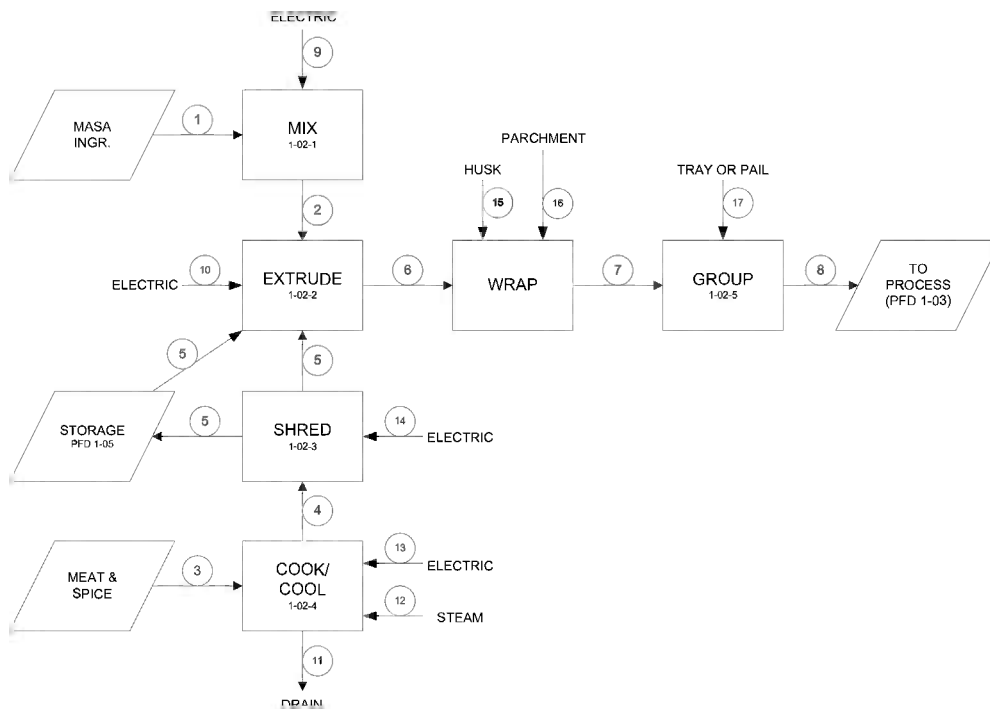 ELECTRIC
9
MASA
INGR.
1
MIX
1-02-1
2
PARCHMENT
HUSK
15
16
TRAY OR PAIL
17
ELECTRIC
10
EXTRUDE
1-02-2
6
WRAP
7
GROUP
1-02-5
8
TO
PROCESS
(PFD 1-03)
5
5
STORAGE
PFD 1-05
5
SHRED
1-02-3
14
ELECTRIC
4
MEAT &
SPICE
3
COOK/
COOL
1-02-4
13
ELECTRIC
12
STEAM
11
DRAIN